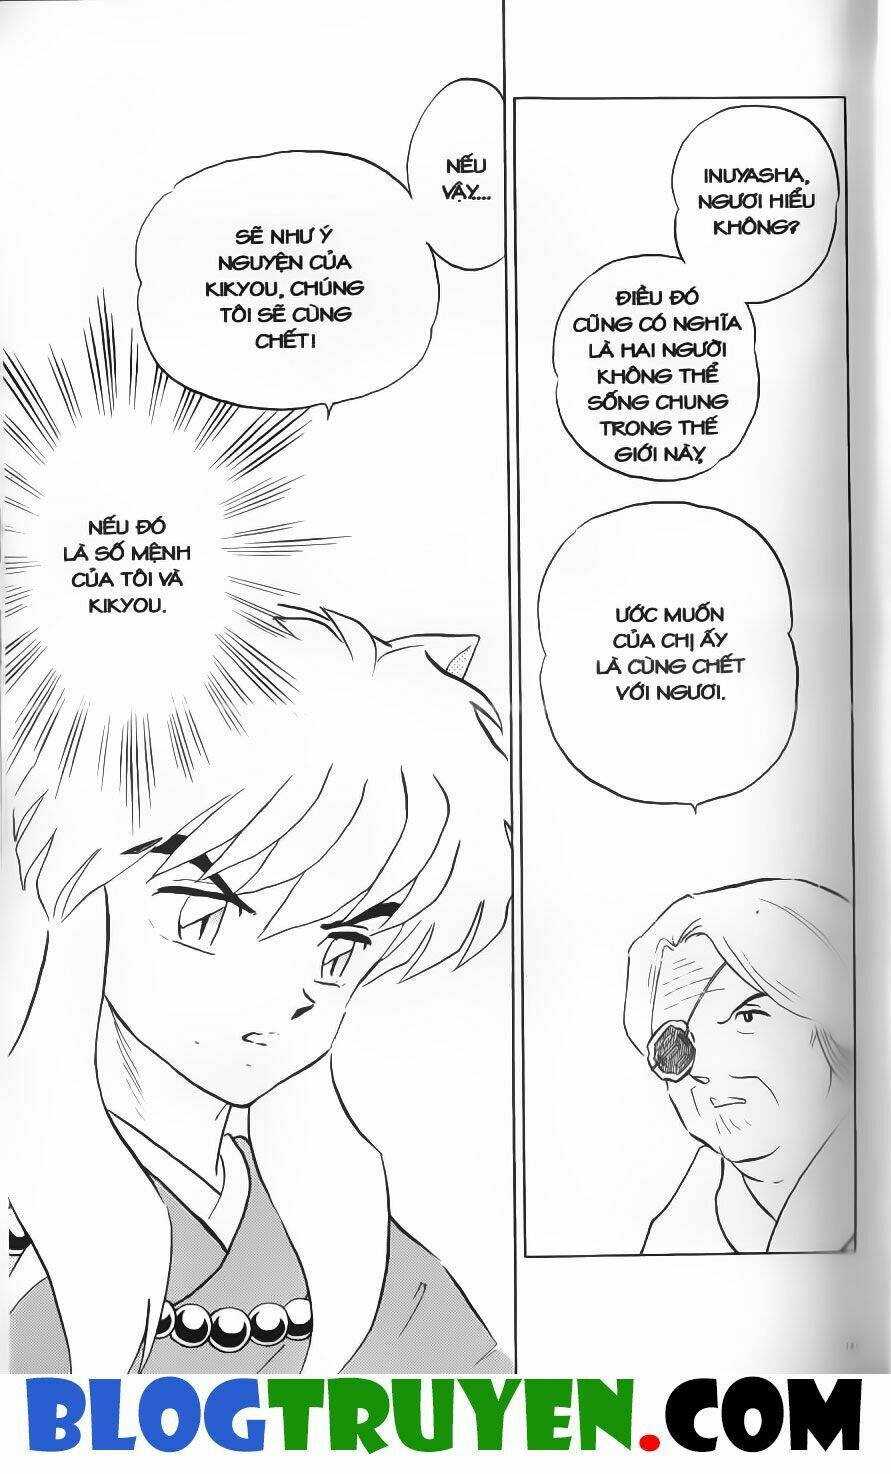 INUYASHA,
NGƯƠI HIỂU
KHÔNG?
ĐIỀU ĐÓ
CŨNG CÓ NGHĨA
LÀ HAI NGƯỜI
KHÔNG THỂ
SỐNG CHUNG
TRONG THẾ
GIỚI NÀY,
ƯỚC MUỐN
CỦA CHỊ ẤY
LÀ CÙNG CHẾT
VỚI NGƯƠI.
NẾU
VẬY....
SẼ NHƯ Ý
NGUYỆN CỦA
KIKYOU, CHÚNG
TÔI SẼ CÙNG
CHẾT!
NẾU ĐÓ
LÀ SỐ MỆNH
CỦA TÔI VÀ
KIKYOU.
BLOGTRUYEN.COM